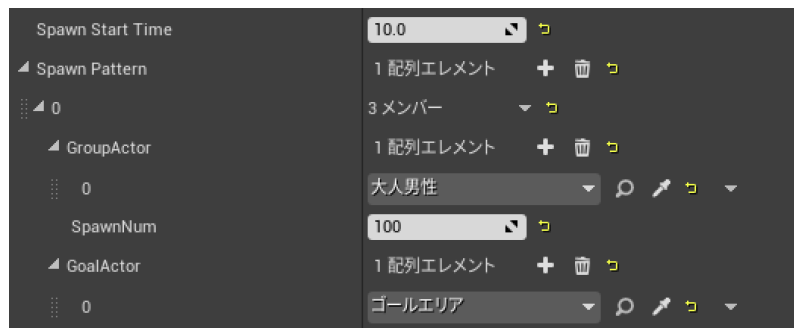 Spawn Start Time 10.0
Spawn Pattern 1 配列エレメント
0 3 メンバー
GroupActor 1 配列エレメント
0 大人男性
SpawnNum 100
GoalActor 1 配列エレメント
0 ゴールエリア